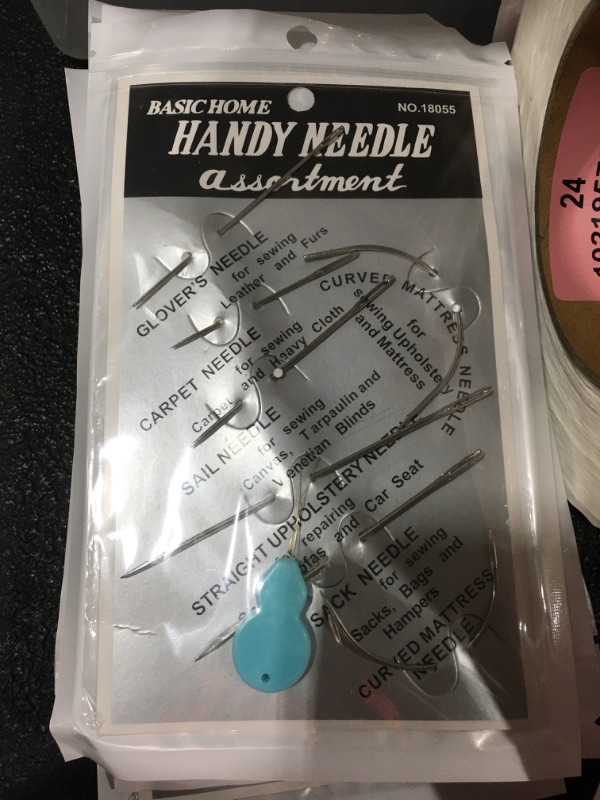 BASIC HOME
NO.18055
HANDY NEEDLE
assortment
GLOVER'S NEEDLE
for sewing
Leather and Furs
CURVED MATTRESS NEEDLE
for
sewing Upholstery
and Mattress
CARPET NEEDLE
for sewing
Carpet and Heavy Cloth
SAIL NEEDLE
for sewing
Canvas, Tarpaulin and
Venetian Blinds
STRAIGHT UPHOLSTERY NEEDLE
repairing
and Car Seat
SACK NEEDLE
for sewing
Sacks, Bags and
Hampers
CURVED MATTRESS
NEEDLE
24